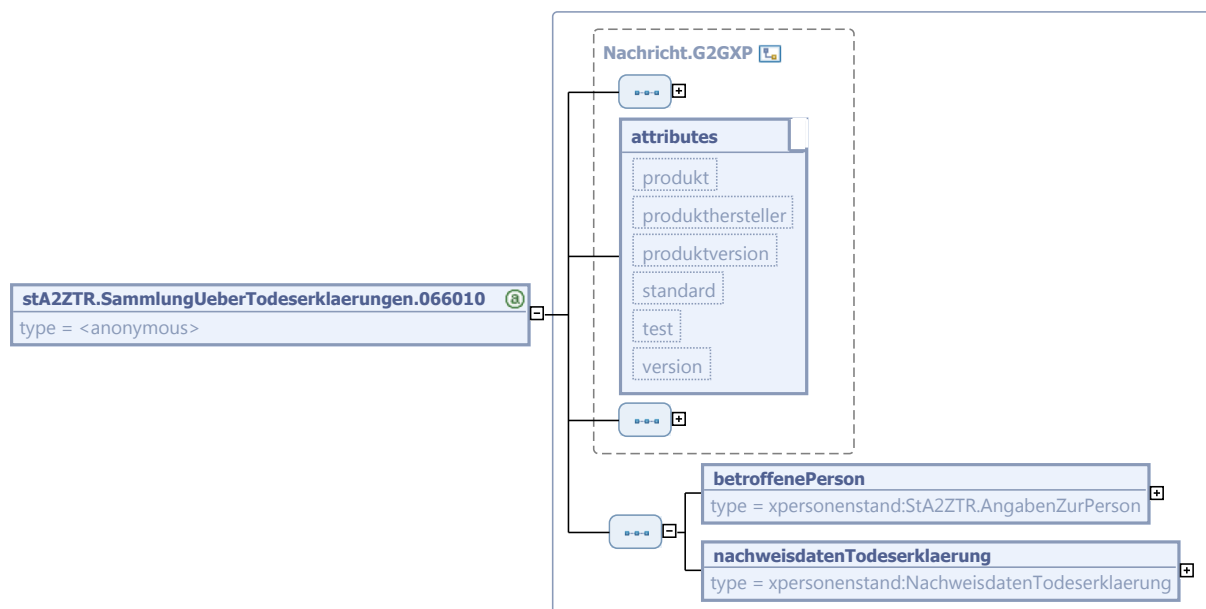 Nachricht.G2GXP
attributes
produkt
produkthersteller
produktversion
standard
test
version
stA2ZTR.SammlungUeberTodeserklaerungen.066010 a
type = <anonymous>
betroffenePerson
type = xpersonenstand:StA2ZTR.AngabenZurPerson
nachweisdatenTodeserklaerung
type = xpersonenstand:NachweisdatenTodeserklaerung